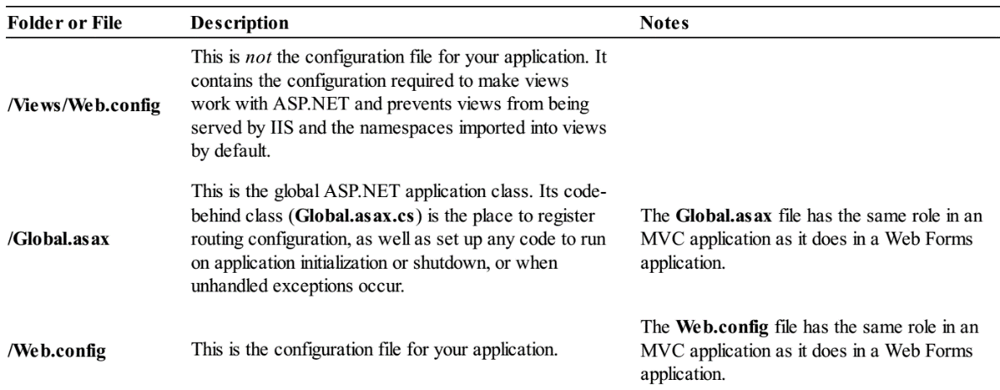 Folder or File Description Notes
This is not the configuration file for your application. It
contains the configuration required to make views
/Views/Web.config work with ASP.NET and prevents views from being
served by IIS and the namespaces imported into views
by default.
This is the global ASP.NET application class. Its code-
behind class (Global.asax.cs) is the place to register
/Global.asax routing configuration, as well as set up any code to run
on application initialization or shutdown, or when
unhandled exceptions occur.
The Global.asax file has the same role in an
MVC application as it does in a Web Forms
application.
/Web.config This is the configuration file for your application.
The Web.config file has the same role in an
MVC application as it does in a Web Forms
application.